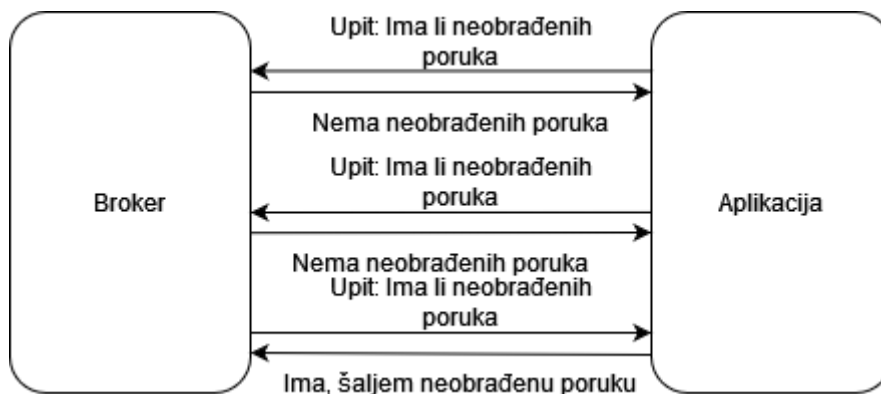 Upit: Ima li neobrađenih
poruka
Nema neobrađenih poruka
Upit: Ima li neobrađenih
poruka
Broker
Aplikacija
Nema neobrađenih poruka
Upit: Ima li neobrađenih
poruka
Ima, šaljem neobrađenu poruku